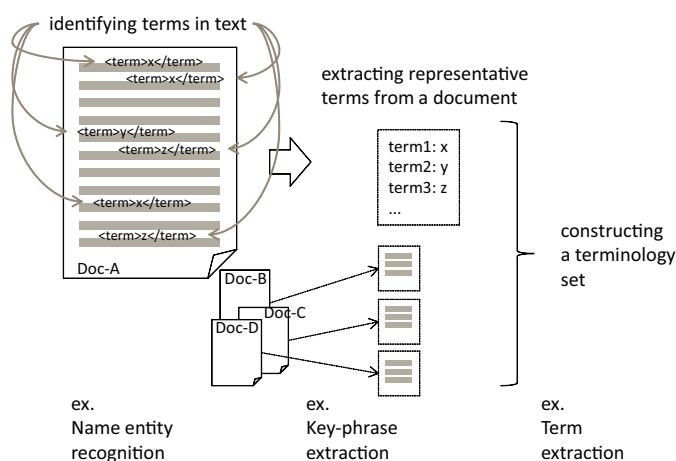 identifying terms in text
<term>x</term>
<term>x</term>
<term>y</term>
<term>z</term>
<term>x</term>
<term>z</term>
Doc-A
extracting representative
terms from a document
term1: x
term2: y
term3: z
...
constructing
a terminology
set
Doc-B
Doc-C
Doc-D
ex.
Name entity
recognition
ex.
Key-phrase
extraction
ex.
Term
extraction